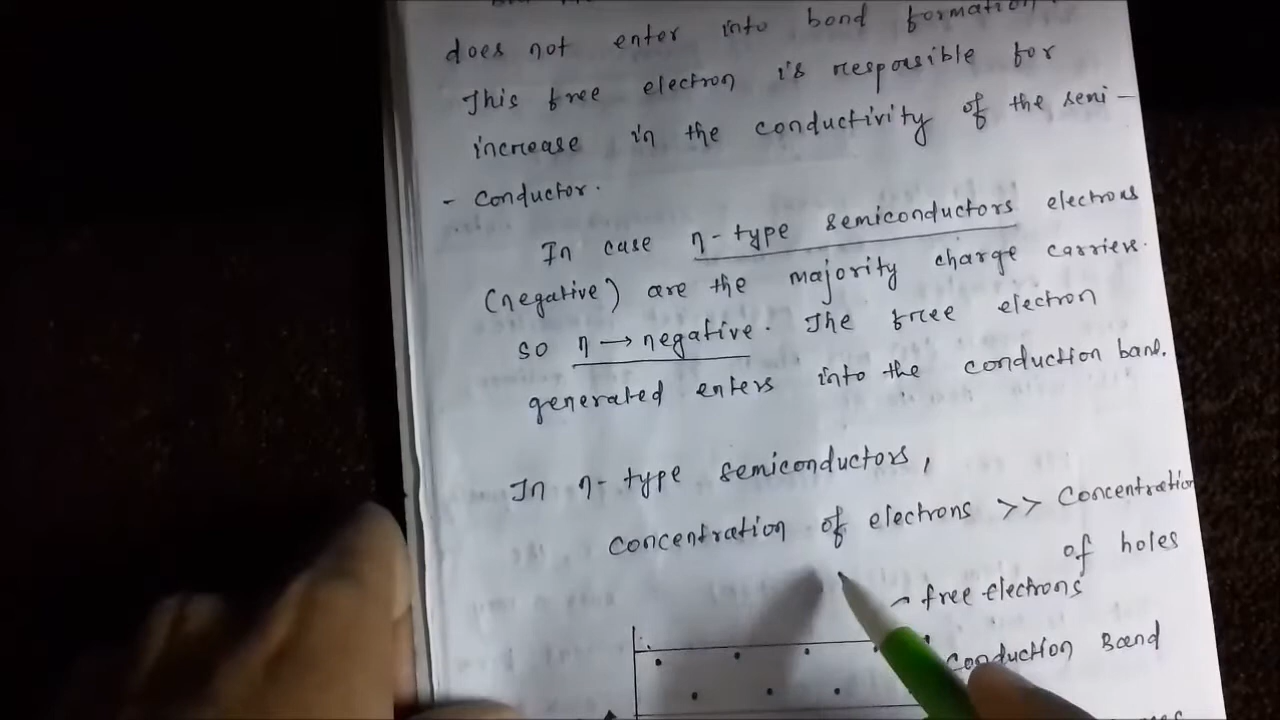 does not enter into bond formation.
This free electron is responsible for
increase in the conductivity of the semi-
- conductor.
In case n-type semiconductors electrons
(negative) are the majority charge carriers.
so n → negative. The free electron
generated enters into the conduction band.
In n-type semiconductors,
concentration of electrons >> concentration
of holes
free electrons
conduction Band